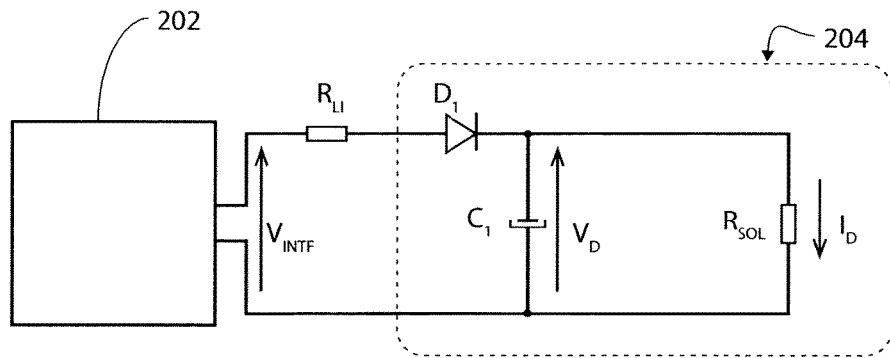 202
204
R_LI
D_1
V_INTF
C_1
V_D
R_SOL
I_D